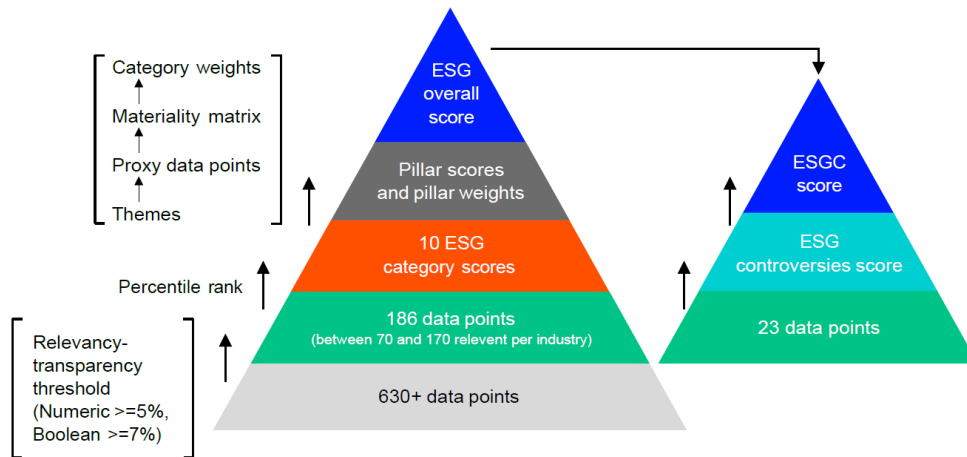 Category weights
Materiality matrix
Proxy data points
Themes
Percentile rank
Relevancy-
transparency
threshold
(Numeric >=5%,
Boolean >=7%)
ESG
overall
score
Pillar scores
and pillar weights
10 ESG
category scores
186 data points
(between 70 and 170 relevent per industry)
630+ data points
ESGC
score
ESG
controversies score
23 data points